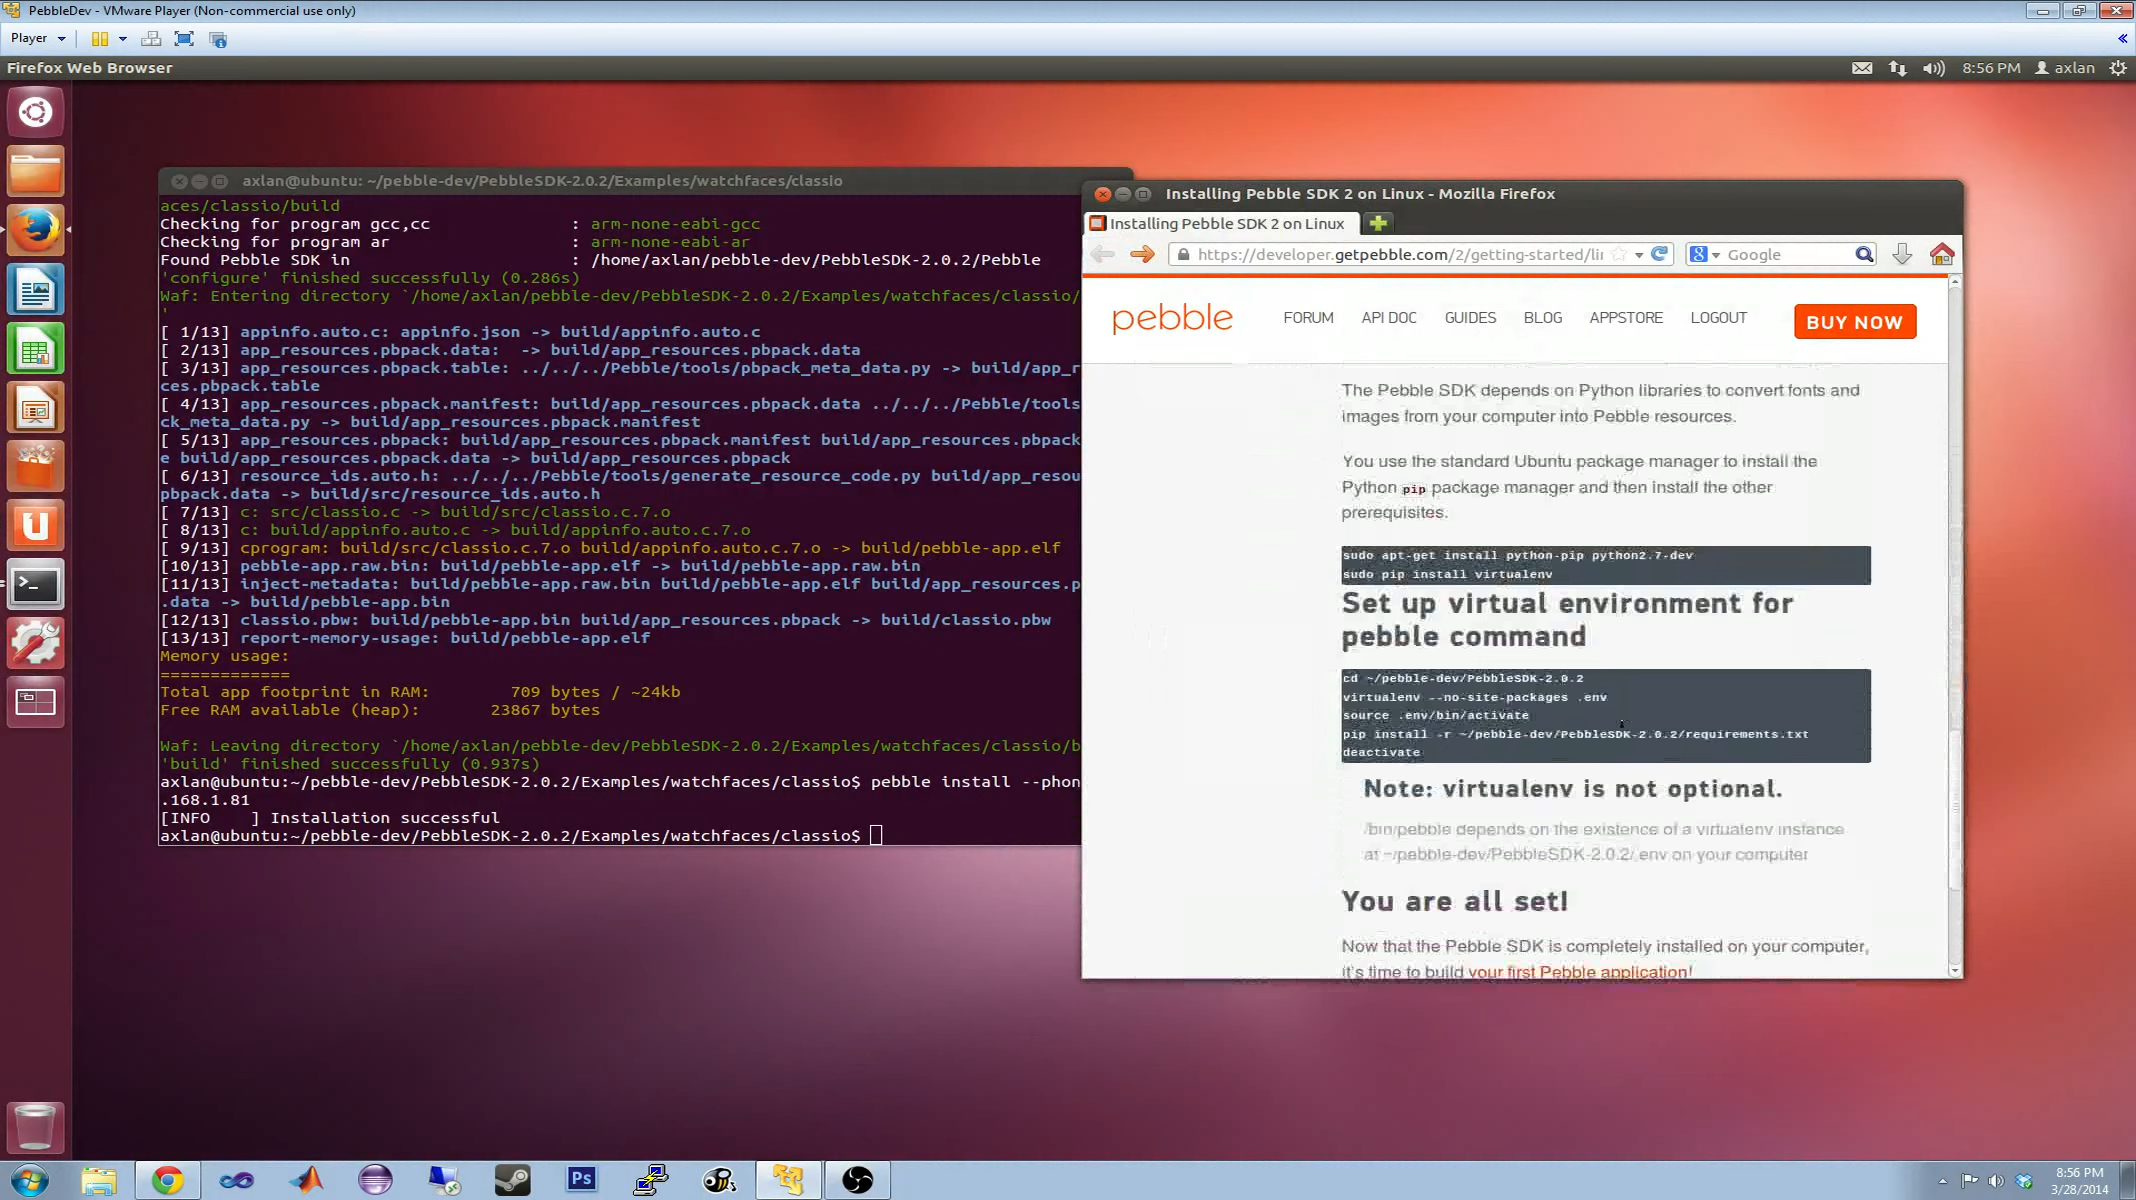 PebbleDev - VMware Player (Non-commercial use only)
Player
Firefox Web Browser
8:56 PM
axlan
axlan@ubuntu: ~/pebble-dev/PebbleSDK-2.0.2/Examples/watchfaces/classio
aces/classio/build
Checking for program gcc,cc : arm-none-eabi-gcc
Checking for program ar : arm-none-eabi-ar
Found Pebble SDK in : /home/axlan/pebble-dev/PebbleSDK-2.0.2/Pebble
'configure' finished successfully (0.286s)
Waf: Entering directory `/home/axlan/pebble-dev/PebbleSDK-2.0.2/Examples/watchfaces/classio/
'
[ 1/13] appinfo.auto.c: appinfo.json -> build/appinfo.auto.c
[ 2/13] app_resources.pbpack.data:  -> build/app_resources.pbpack.data
[ 3/13] app_resources.pbpack.table: ../../../Pebble/tools/pbpack_meta_data.py -> build/app_r
ces.pbpack.table
[ 4/13] app_resources.pbpack.manifest: build/app_resources.pbpack.data ../../../Pebble/tools
ck_meta_data.py -> build/app_resources.pbpack.manifest
[ 5/13] app_resources.pbpack: build/app_resources.pbpack.manifest build/app_resources.pbpack
e build/app_resources.pbpack.data -> build/app_resources.pbpack
[ 6/13] resource_ids.auto.h: ../../../Pebble/tools/generate_resource_code.py build/app_resou
pbpack.data -> build/src/resource_ids.auto.h
[ 7/13] c: src/classio.c -> build/src/classio.c.7.o
[ 8/13] c: build/appinfo.auto.c -> build/appinfo.auto.c.7.o
[ 9/13] cprogram: build/src/classio.c.7.o build/appinfo.auto.c.7.o -> build/pebble-app.elf
[10/13] pebble-app.raw.bin: build/pebble-app.elf -> build/pebble-app.raw.bin
[11/13] inject-metadata: build/pebble-app.raw.bin build/pebble-app.elf build/app_resources.p
.data -> build/pebble-app.bin
[12/13] classio.pbw: build/pebble-app.bin build/app_resources.pbpack -> build/classio.pbw
[13/13] report-memory-usage: build/pebble-app.elf
Memory usage:
=============
Total app footprint in RAM: 709 bytes / ~24kb
Free RAM available (heap): 23867 bytes
Waf: Leaving directory `/home/axlan/pebble-dev/PebbleSDK-2.0.2/Examples/watchfaces/classio/b
'build' finished successfully (0.937s)
axlan@ubuntu:~/pebble-dev/PebbleSDK-2.0.2/Examples/watchfaces/classio$ pebble install --phon
.168.1.81
[INFO    ] Installation successful
axlan@ubuntu:~/pebble-dev/PebbleSDK-2.0.2/Examples/watchfaces/classio$
Installing Pebble SDK 2 on Linux - Mozilla Firefox
Installing Pebble SDK 2 on Linux
https://developer.getpebble.com/2/getting-started/lin
Google
pebble
FORUM API DOC GUIDES BLOG APPSTORE LOGOUT BUY NOW
The Pebble SDK depends on Python libraries to convert fonts and
images from your computer into Pebble resources.
You use the standard Ubuntu package manager to install the
Python pip package manager and then install the other
prerequisites.
sudo apt-get install python-pip python2.7-dev
sudo pip install virtualenv
Set up virtual environment for
pebble command
cd ~/pebble-dev/PebbleSDK-2.0.2
virtualenv --no-site-packages .env
source .env/bin/activate
pip install -r ~/pebble-dev/PebbleSDK-2.0.2/requirements.txt
deactivate
Note: virtualenv is not optional.
/bin/pebble depends on the existence of a virtualenv instance
at ~/pebble-dev/PebbleSDK-2.0.2/.env on your computer
You are all set!
Now that the Pebble SDK is completely installed on your computer,
it's time to build your first Pebble application!
Ps
8:56 PM
3/28/2014